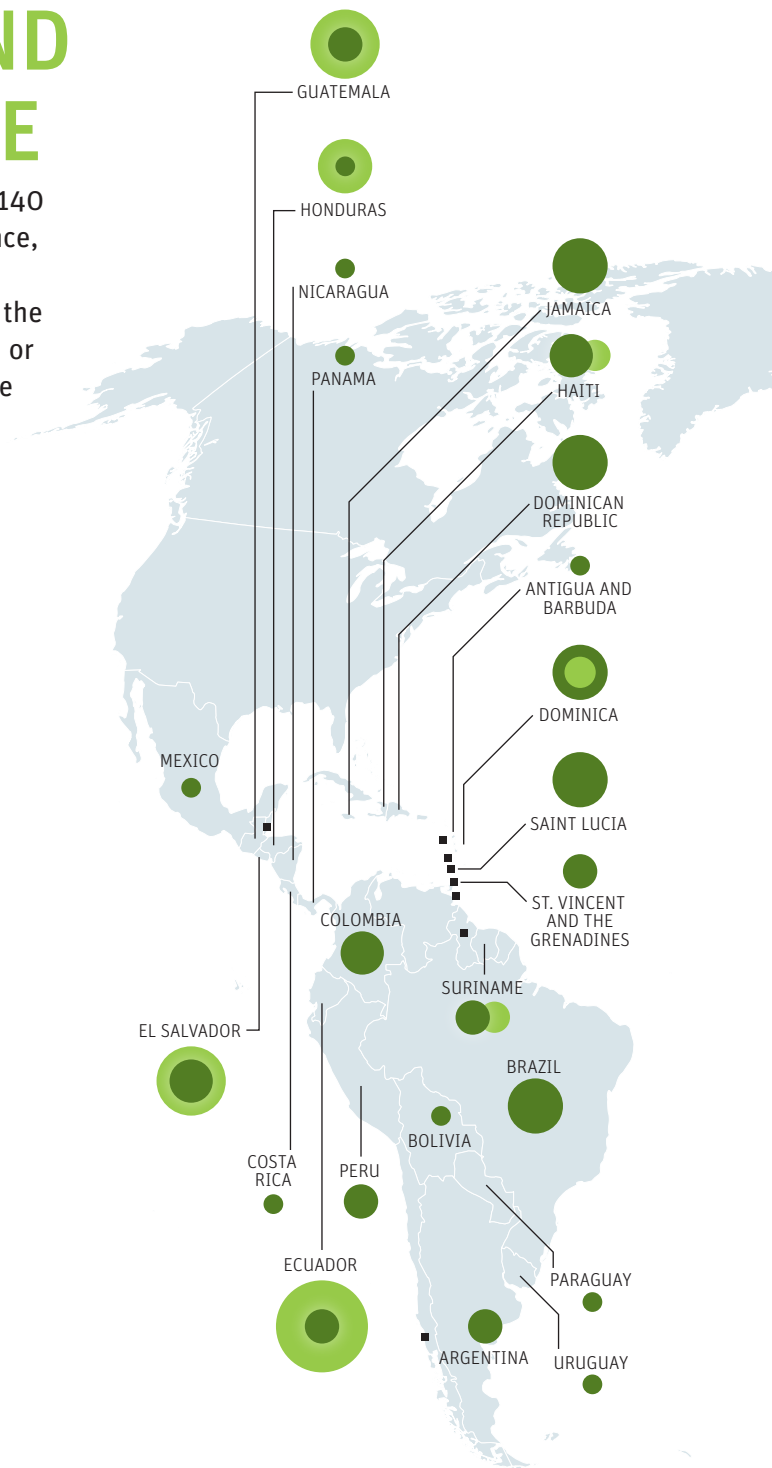 ND
E
140
nce,
the
or
e
GUATEMALA
HONDURAS
NICARAGUA
PANAMA
JAMAICA
HAITI
DOMINICAN
REPUBLIC
ANTIGUA AND
BARBUDA
DOMINICA
MEXICO
SAINT LUCIA
ST. VINCENT
AND THE
GRENADINES
COLOMBIA
SURINAME
EL SALVADOR
BRAZIL
BOLIVIA
COSTA
RICA
PERU
ECUADOR
PARAGUAY
ARGENTINA
URUGUAY